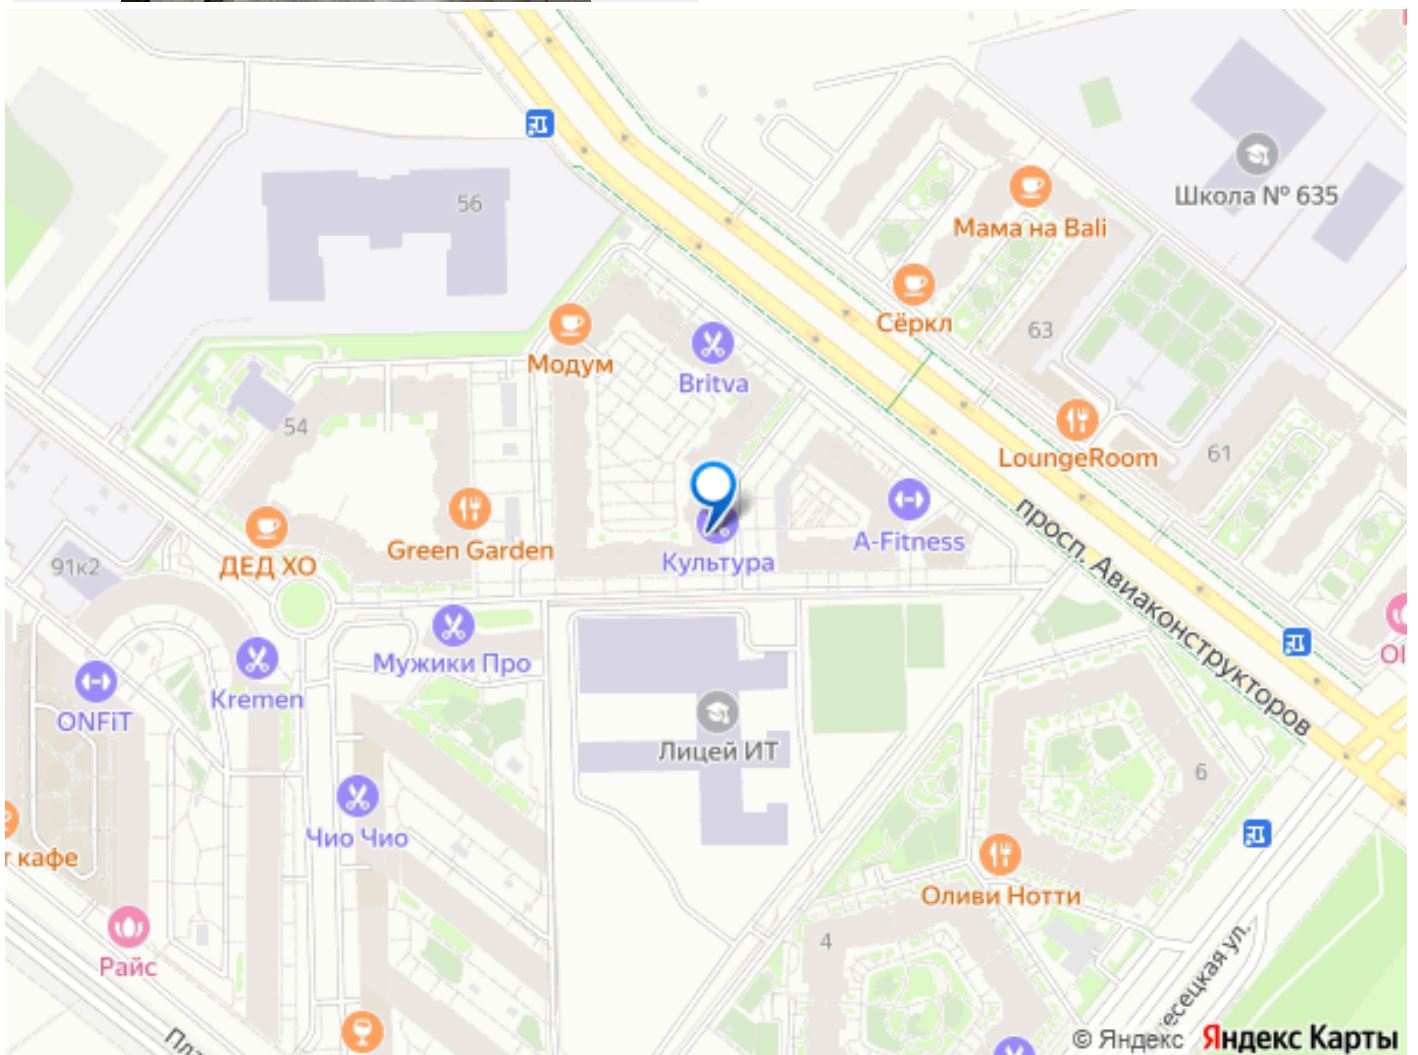 56
Школа № 635
Мама на Bali
Сёркл
63
Модум
Britva
54
LoungeRoom
61
просп. Авиаконструкторов
A-Fitness
Культура
Green Garden
ДЕД ХО
91к2
Мужики Про
Kremen
ONFiT
Лицей ИТ
6
Чио Чио
кафе
Оливи Нотти
4
Райс
© Яндекс Яндекс Карты